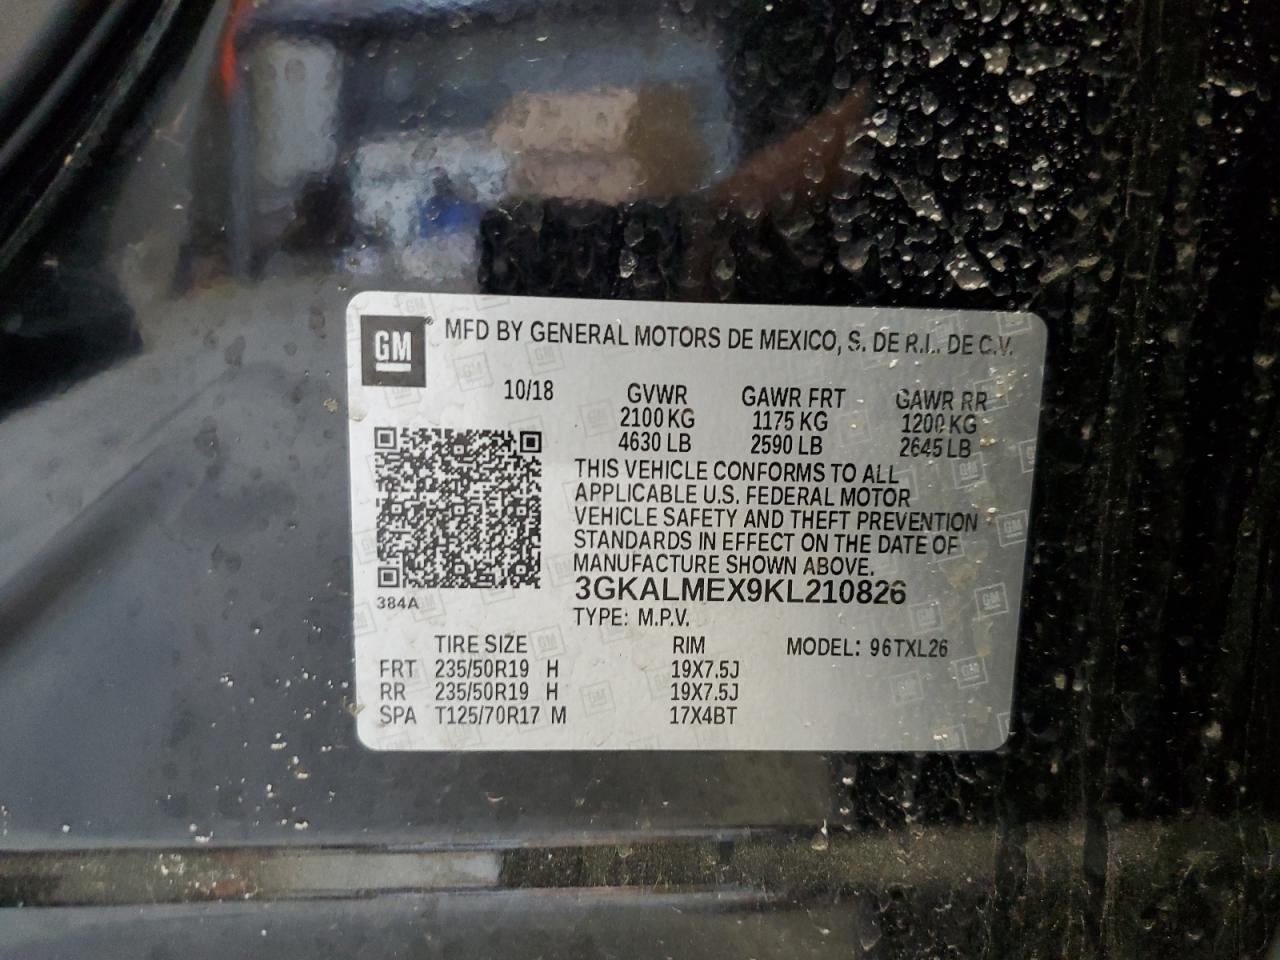 GM® MFD BY GENERAL MOTORS DE MEXICO, S. DE R.L. DE C.V.
10/18 GVWR GAWR FRT GAWR RR
2100 KG 1175 KG 1200 KG
4630 LB 2590 LB 2645 LB
THIS VEHICLE CONFORMS TO ALL
APPLICABLE U.S. FEDERAL MOTOR
VEHICLE SAFETY AND THEFT PREVENTION
STANDARDS IN EFFECT ON THE DATE OF
MANUFACTURE SHOWN ABOVE.
3GKALMEX9KL210826
384A
TYPE: M.P.V.
TIRE SIZE RIM MODEL: 96TXL26
FRT 235/50R19 H 19X7.5J
RR 235/50R19 H 19X7.5J
SPA T125/70R17 M 17X4BT